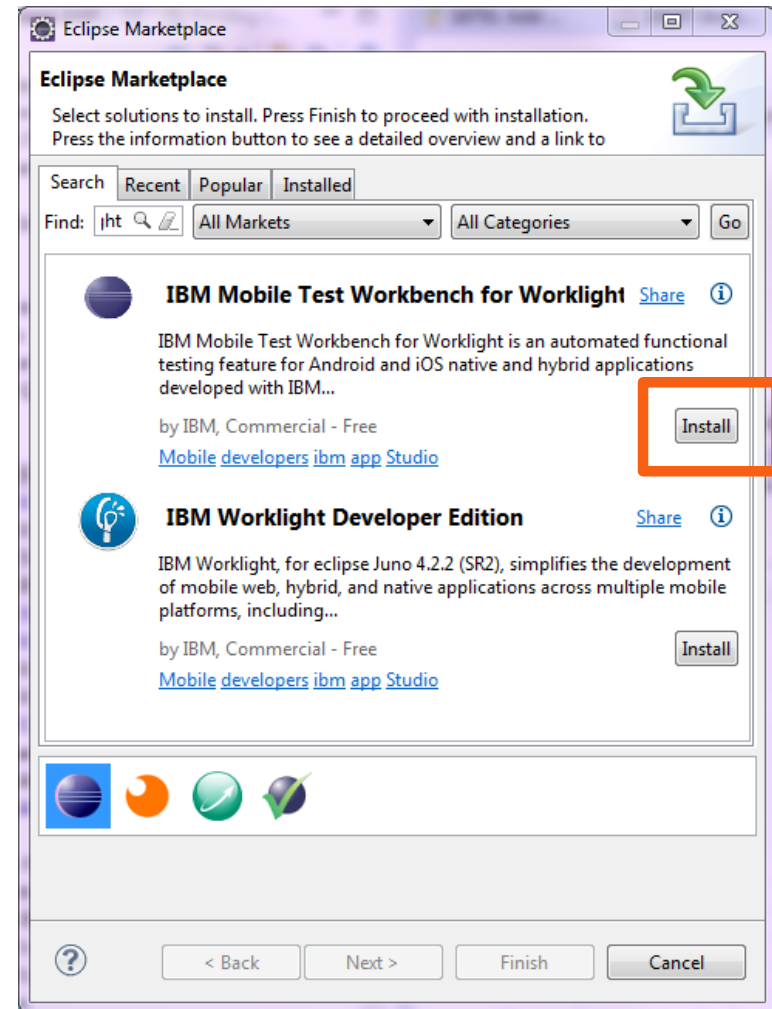 Eclipse Marketplace
Eclipse Marketplace
Select solutions to install. Press Finish to proceed with installation.
Press the information button to see a detailed overview and a link to
Search Recent Popular Installed
Find: ght All Markets All Categories Go
IBM Mobile Test Workbench for Worklight Share
IBM Mobile Test Workbench for Worklight is an automated functional
testing feature for Android and iOS native and hybrid applications
developed with IBM...
by IBM, Commercial - Free Install
Mobile developers ibm app Studio
IBM Worklight Developer Edition Share
IBM Worklight, for eclipse Juno 4.2.2 (SR2), simplifies the development
of mobile web, hybrid, and native applications across multiple mobile
platforms, including...
by IBM, Commercial - Free Install
Mobile developers ibm app Studio
< Back Next > Finish Cancel